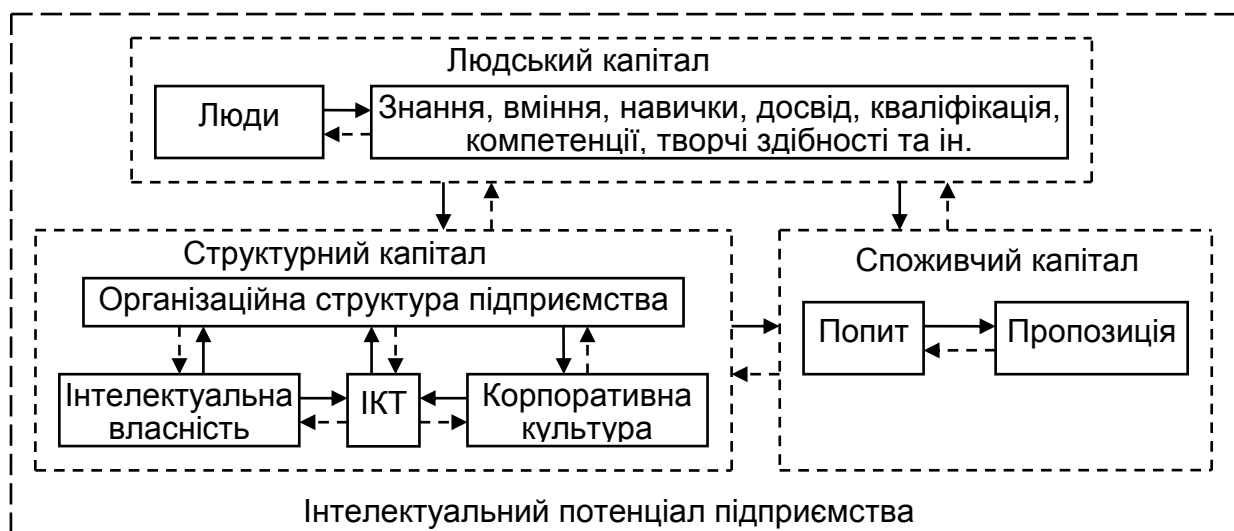 Людський капітал
Люди
Знання, вміння, навички, досвід, кваліфікація,
компетенції, творчі здібності та ін.
Структурний капітал
Організаційна структура підприємства
Інтелектуальна
власність
ІКТ
Корпоративна
культура
Споживчий капітал
Попит
Пропозиція
Інтелектуальний потенціал підприємства